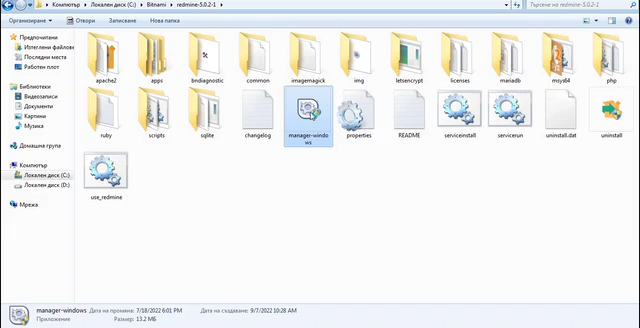 Компютър ▸ Локален диск (C:) ▸ Bitnami ▸ redmine-5.0.2-1 ▸
Търсене на redmine-5.0.2-1
Организиране ▾ Отвори Записване ▾ Нова папка
Предпочитани
Изтеглени файлове
Последни места
Работен плот
Библиотеки
Видеозаписи
Документи
Картини
Музика
Домашна група
Компютър
Локален диск (C:)
Локален диск (D:)
Мрежа
apache2 apps bndiagnostic common imagemagick img letsencrypt licenses mariadb msys64 php
ruby scripts sqlite changelog manager-windo
ws properties README serviceinstall servicerun uninstall.dat uninstall
use_redmine
manager-windows Дата на промяна: 7/18/2022 6:01 PM Дата на създаване: 9/7/2022 10:28 AM
Приложение Размер: 13.2 МБ